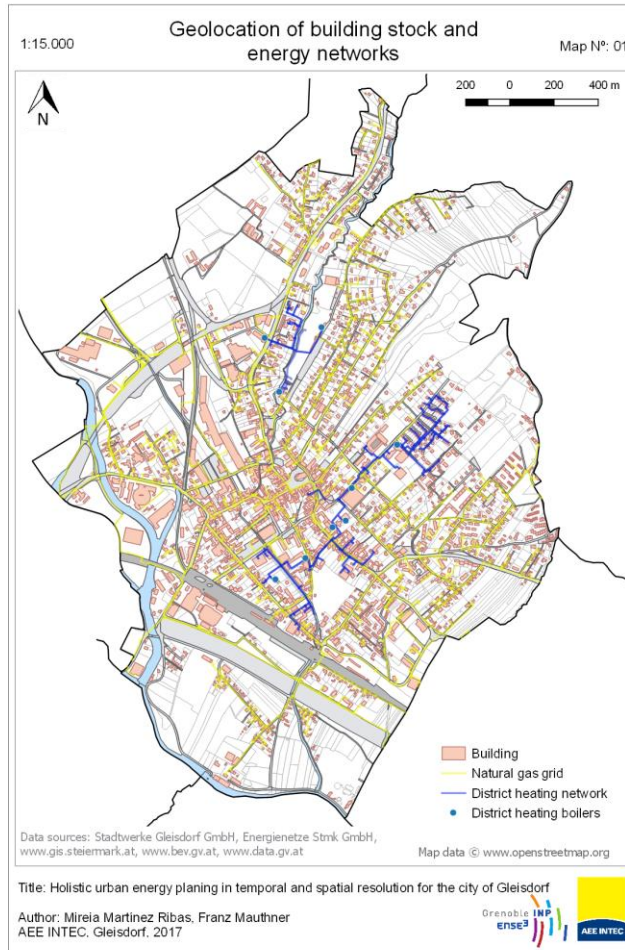 1:15.000
Geolocation of building stock and
energy networks
Map Nº: 01
200 0 200 400 m
N
Building
Natural gas grid
District heating network
District heating boilers
Data sources: Stadtwerke Gleisdorf GmbH, Energienetze Stmk GmbH,
www.gis.steiermark.at, www.bev.gv.at, www.data.gv.at
Map data © www.openstreetmap.org
Title: Holistic urban energy planing in temporal and spatial resolution for the city of Gleisdorf
Author: Mireia Martinez Ribas, Franz Mauthner
AEE INTEC, Gleisdorf, 2017
Grenoble INP
ENSE3
AEE INTEC